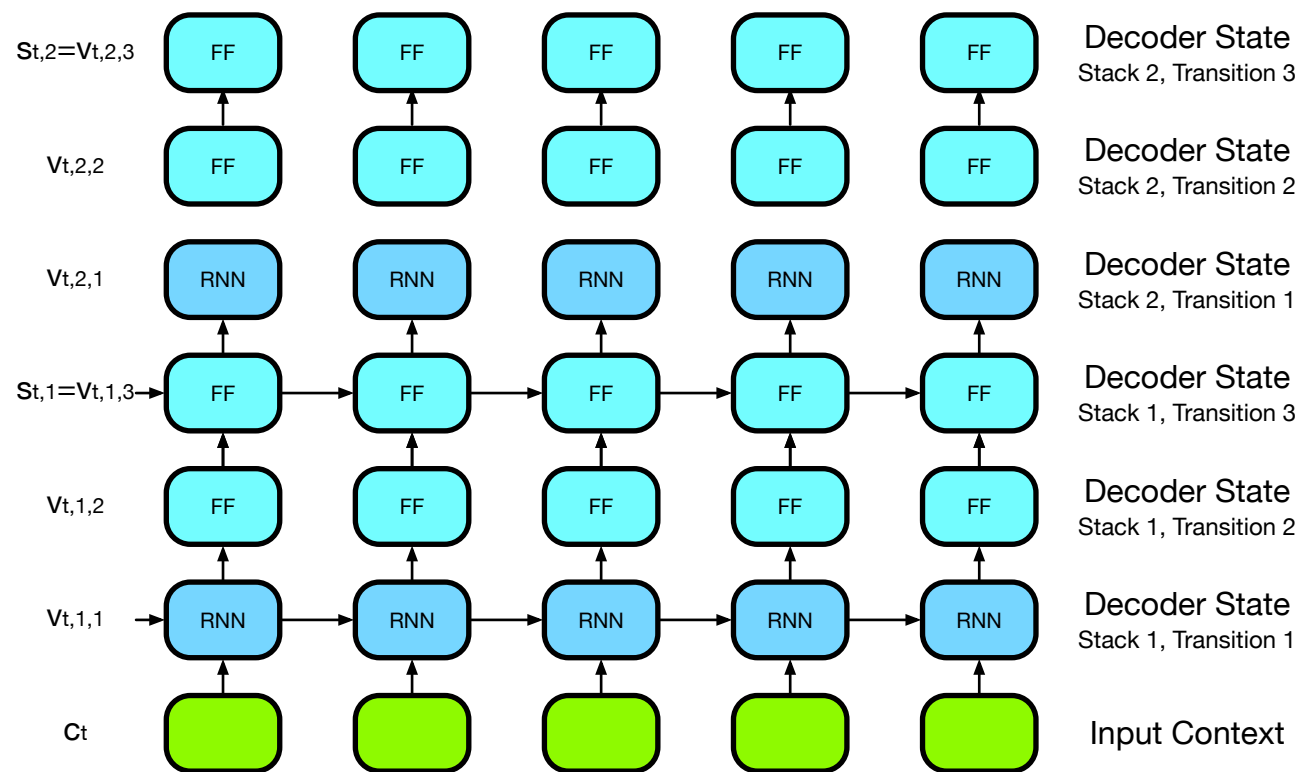 St,2=Vt,2,3 FF FF FF FF FF Decoder State
Stack 2, Transition 3
Vt,2,2 FF FF FF FF FF Decoder State
Stack 2, Transition 2
Vt,2,1 RNN RNN RNN RNN RNN Decoder State
Stack 2, Transition 1
St,1=Vt,1,3 FF FF FF FF FF Decoder State
Stack 1, Transition 3
Vt,1,2 FF FF FF FF FF Decoder State
Stack 1, Transition 2
Vt,1,1 RNN RNN RNN RNN RNN Decoder State
Stack 1, Transition 1
Ct Input Context